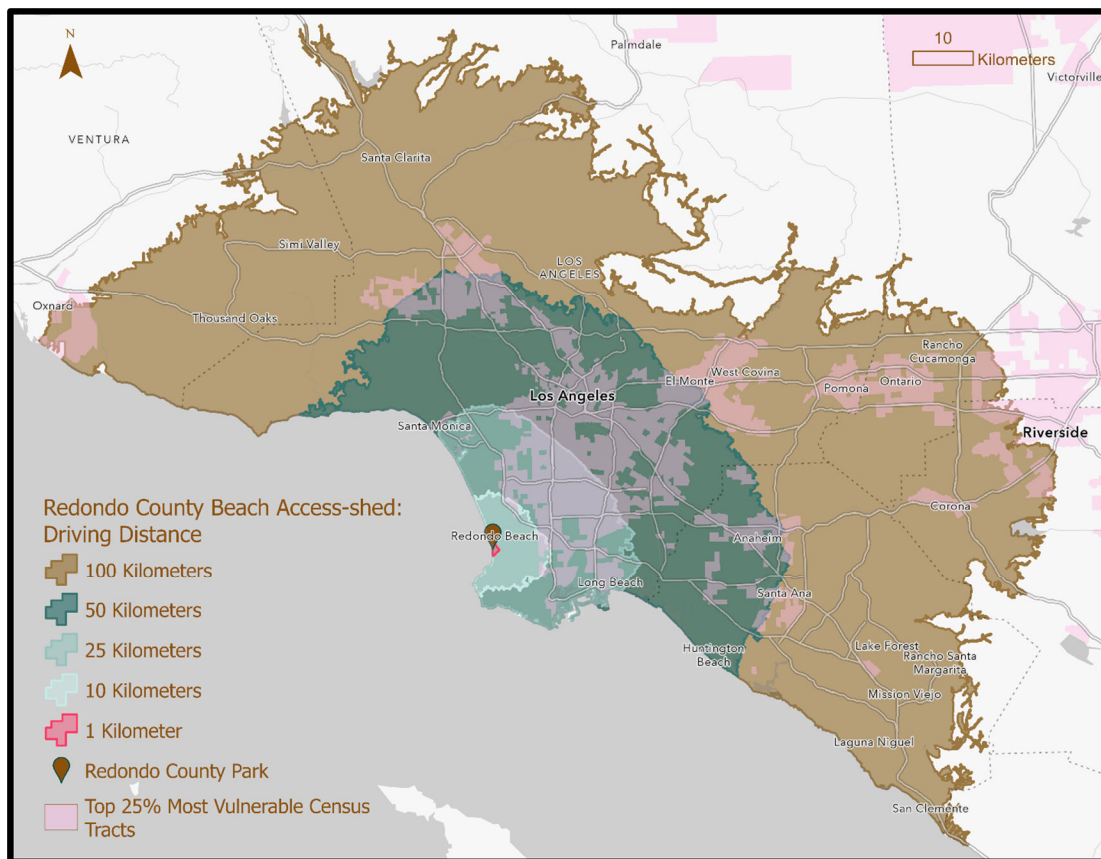 N
10
Kilometers
Palmdale
Victorville
VENTURA
Santa Clarita
Simi Valley
LOS
ANGELES
Oxnard
Thousand Oaks
Rancho
Cucamonga
West Covina
El Monte
Pomona
Ontario
Los Angeles
Santa Monica
Riverside
Redondo County Beach Access-shed:
Driving Distance
Corona
Redondo Beach
Anaheim
100 Kilometers
Long Beach
Santa Ana
50 Kilometers
25 Kilometers
Huntington
Beach
Lake Forest
Rancho Santa
Margarita
10 Kilometers
Mission Viejo
1 Kilometer
Laguna Niguel
Redondo County Park
Top 25% Most Vulnerable Census
Tracts
San Clemente